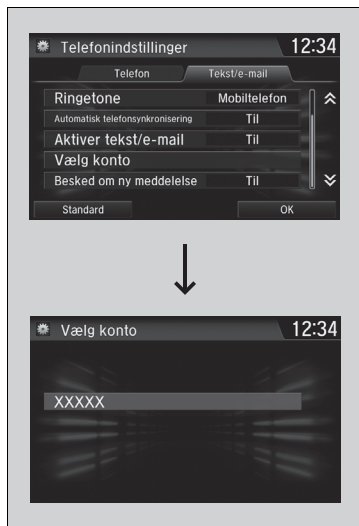 Telefonindstillinger 12:34
Telefon Tekst/e-mail
Ringetone Mobiltelefon
Automatisk telefonsynkronisering Til
Aktiver tekst/e-mail Til
Vælg konto
Besked om ny meddelelse Til
Standard OK
Vælg konto 12:34
XXXXX